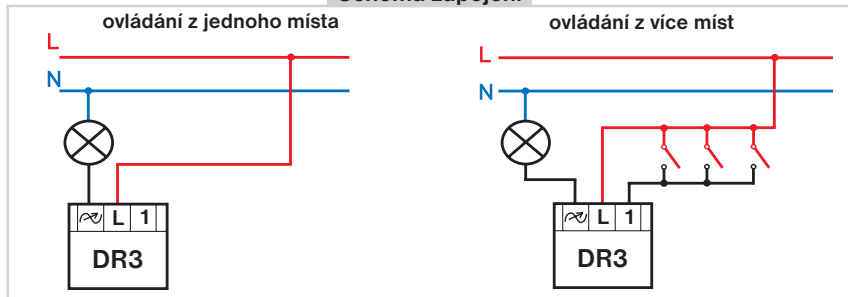 ovládání z jednoho místa
L
N
L 1
DR3
ovládání z více míst
L
N
L 1
DR3